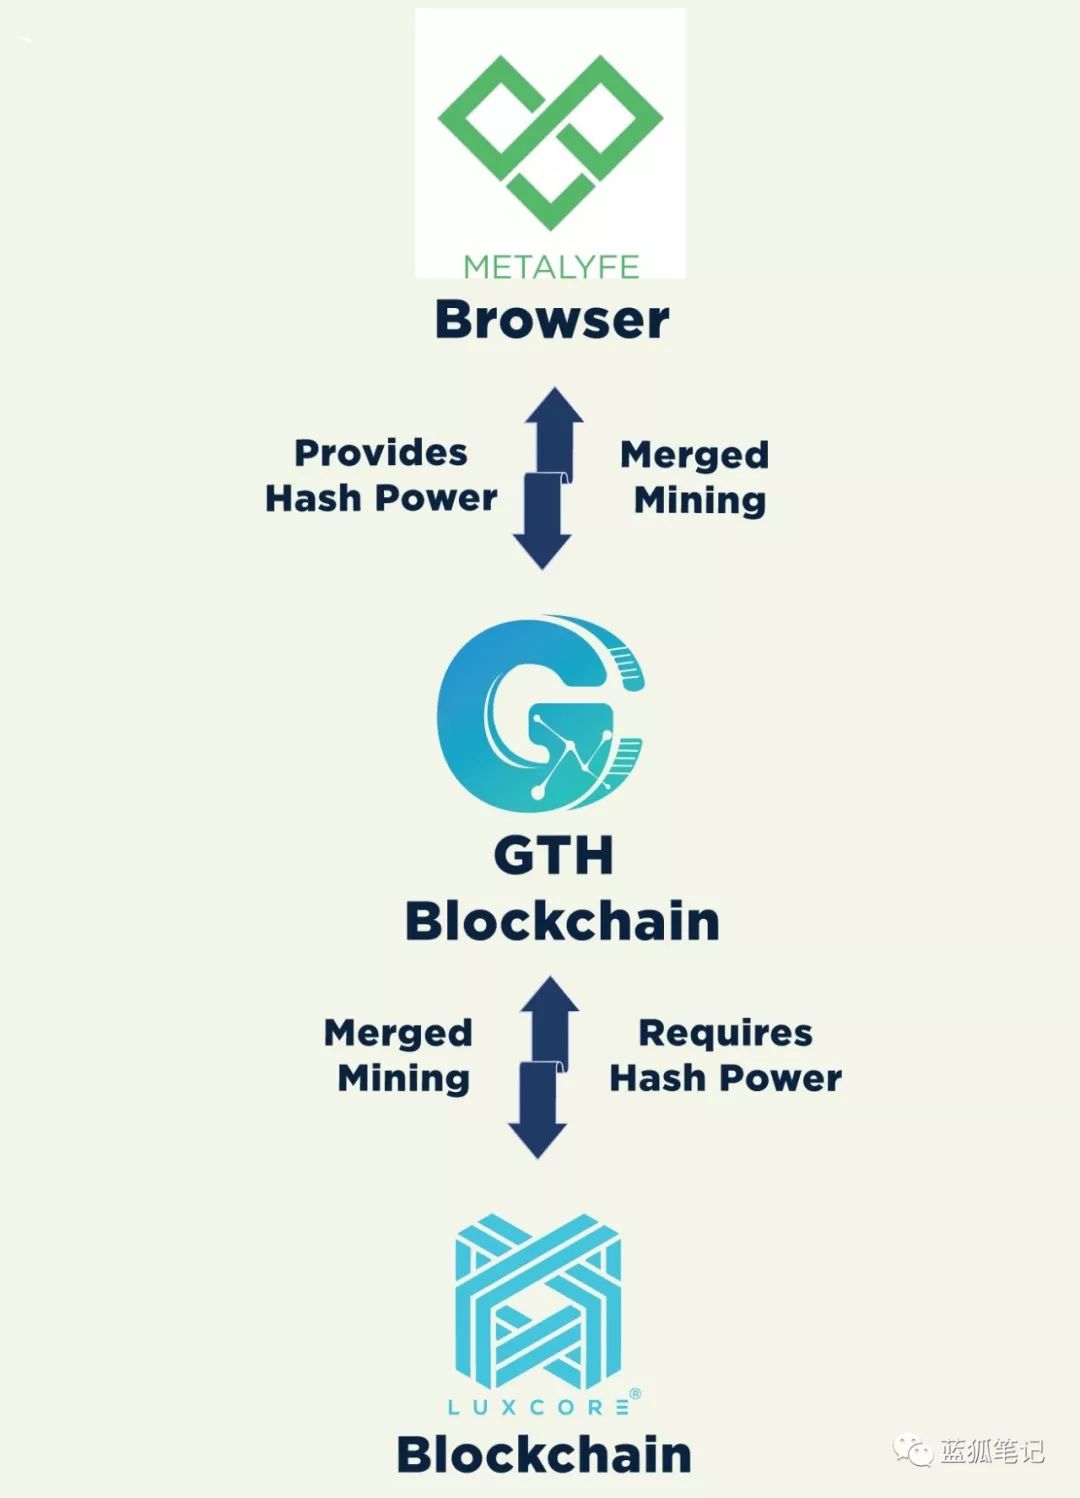 METALYFE
Browser
Provides
Hash Power
Merged
Mining
GTH
Blockchain
Merged
Mining
Requires
Hash Power
LUXCORE®
Blockchain
蓝狐笔记